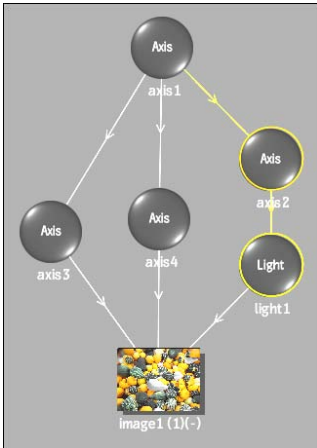 Axis
axis1
Axis
axis2
Axis
axis3
Axis
axis4
Light
light1
image1 (1)(-)